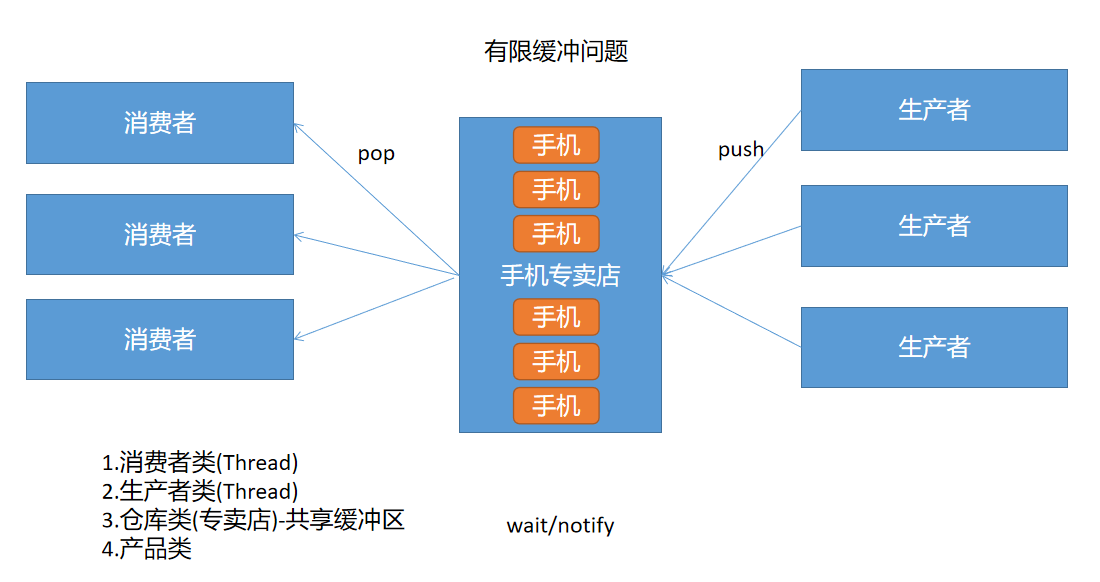 有限缓冲问题
消费者
消费者
消费者
pop
手机
手机
手机
手机专卖店
手机
手机
手机
push
生产者
生产者
生产者
1.消费者类(Thread)
2.生产者类(Thread)
3.仓库类(专卖店)-共享缓冲区
4.产品类
wait/notify